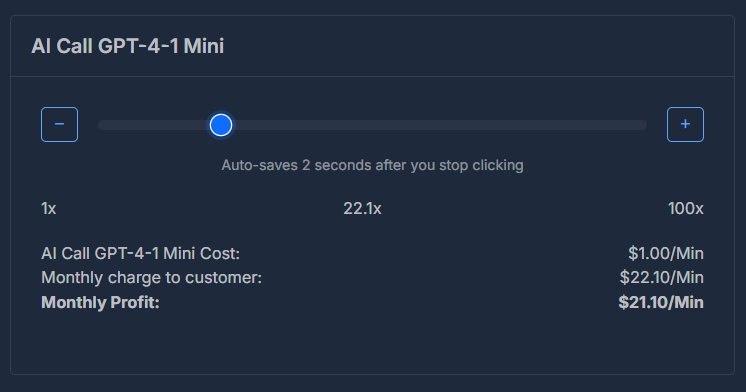 AI Call GPT-4-1 Mini
− +
Auto-saves 2 seconds after you stop clicking
1x 22.1x 100x
AI Call GPT-4-1 Mini Cost: $1.00/Min
Monthly charge to customer: $22.10/Min
Monthly Profit: $21.10/Min